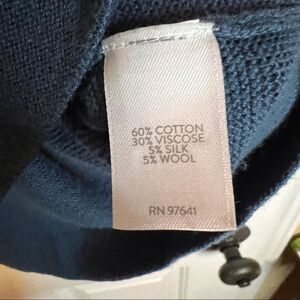 60% COTTON
30% VISCOSE
5% SILK
5% WOOL
RN 97641